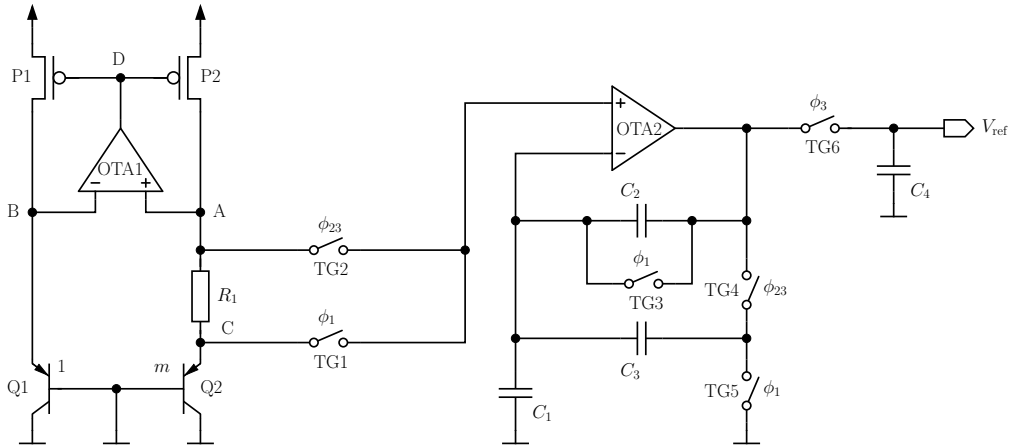 D
P1
P2
OTA1
−
+
B
A
R₁
C
1
m
Q1
Q2
ϕ₂₃
TG2
ϕ₁
TG1
+
OTA2
−
C₂
ϕ₁
TG3
C₃
C₁
TG4
ϕ₂₃
TG5
ϕ₁
ϕ₃
TG6
V_ref
C₄